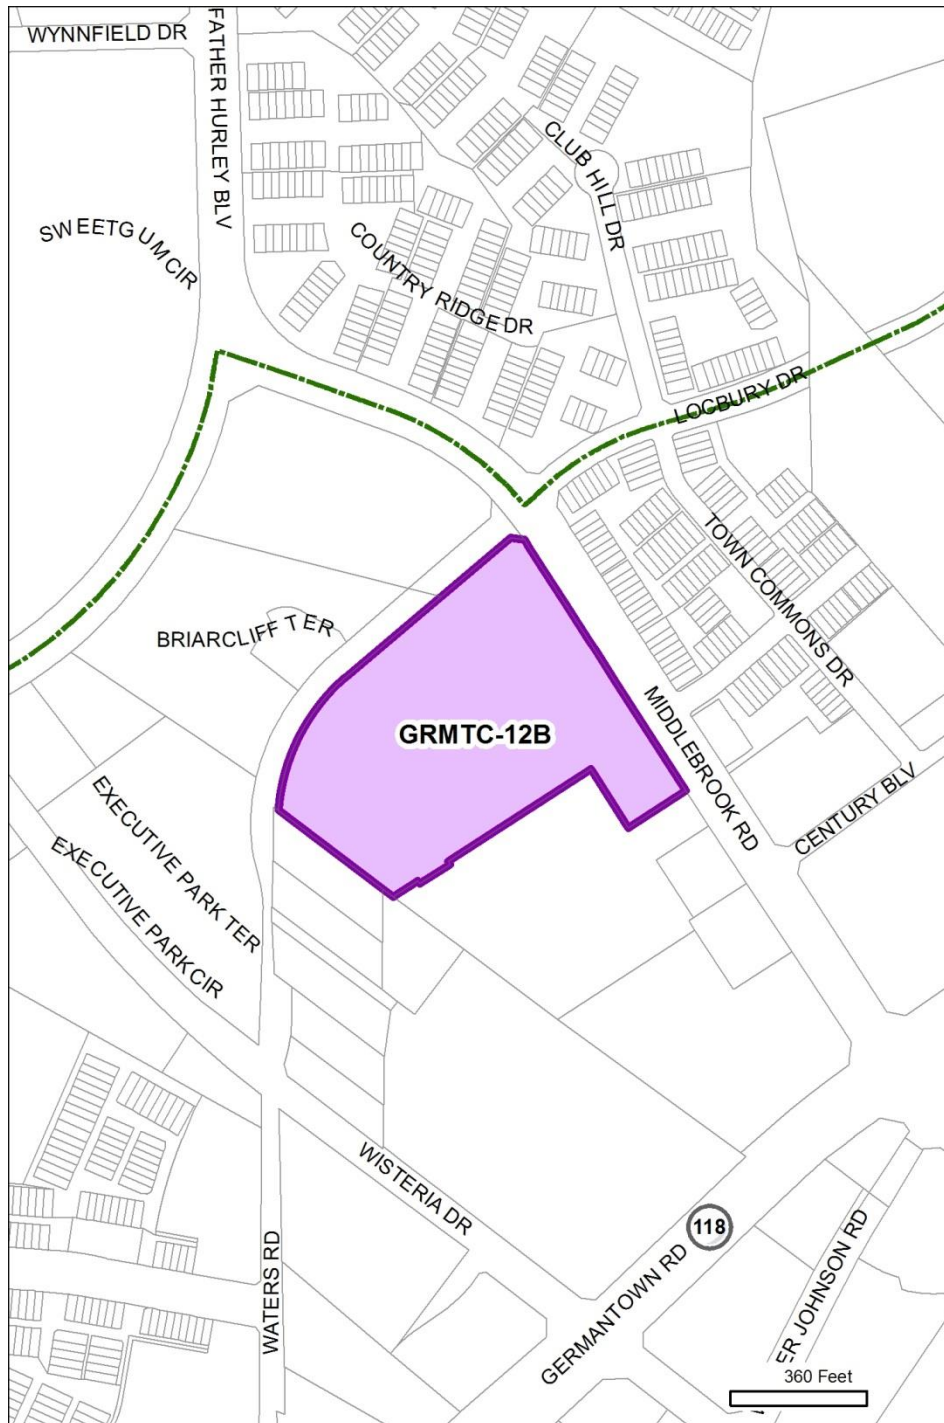 WYNNFIELD DR
FATHER HURLEY BLV
CLUB HILL DR
SWEETGUM CIR
COUNTRY RIDGE DR
LOCBURY DR
TOWN COMMONS DR
BRIARCLIFF TER
GRMTC-12B
MIDDLEBROOK RD
CENTURY BLV
EXECUTIVE PARK TER
EXECUTIVE PARK CIR
WISTERIA DR
118
WATERS RD
GERMANTOWN RD
ER JOHNSON RD
360 Feet